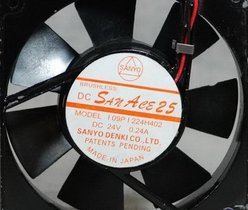 SANYO
BRUSHLESS
DC SAN ACE 25
MODEL 109P1224H402
DC 24V 0.24A
SANYO DENKI CO., LTD.
PATENTS PENDING
MADE IN JAPAN